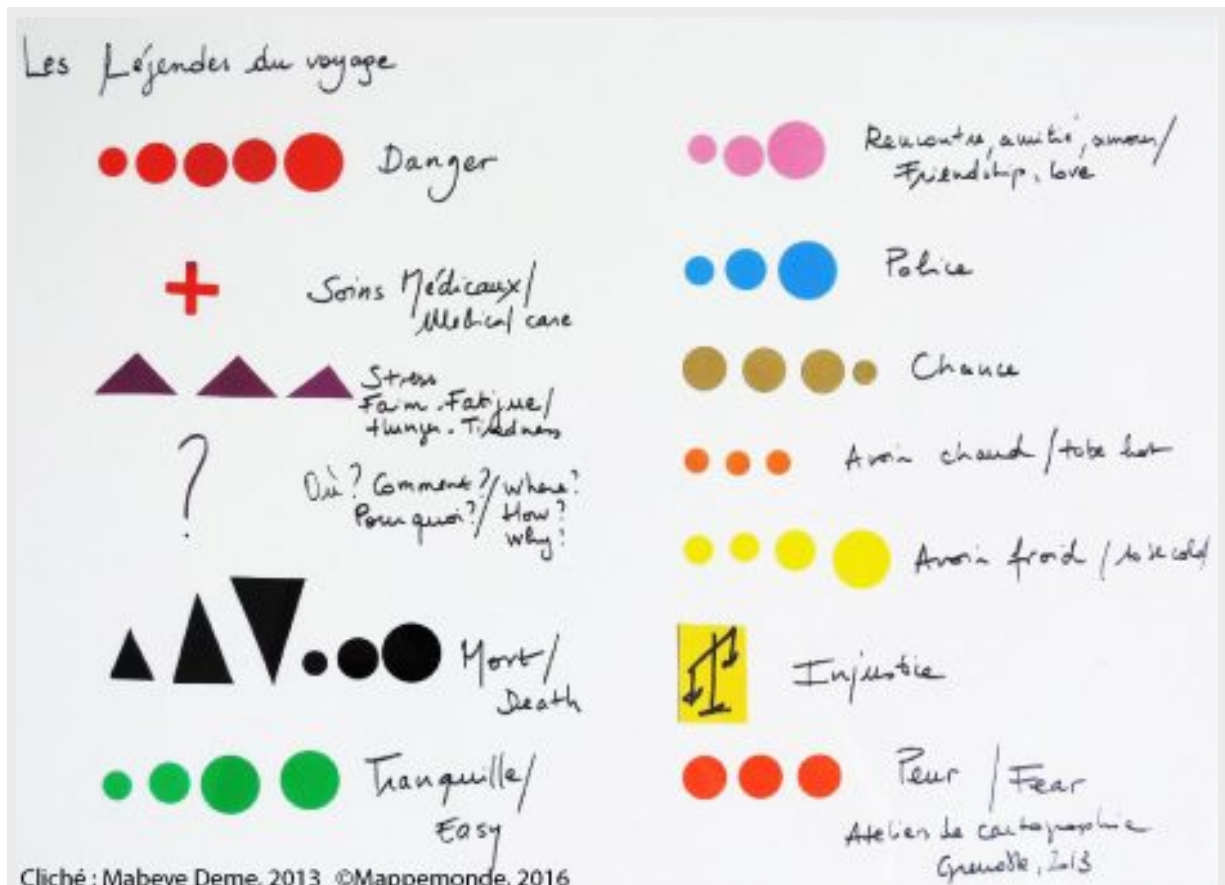 Les Léjendes du voyage
Danger
Soins Médicaux/
Medical care
Stress
Faim - Fatigue/
Hunger - Tiredness
?
Où? Comment?/Where?
Pourquoi?/How?
Why?
Mort/
Death
Tranquille/
Easy
Rencontre, amitié, amour/
Friendship, love
Police
Chance
Avoir chaud/to be hot
Avoir froid/to be cold/
Injustice
Peur / Fear
Atelier de cartographie
Grenoble, 2013
Cliché : Mabeye Deme, 2013 ©Mappemonde, 2016